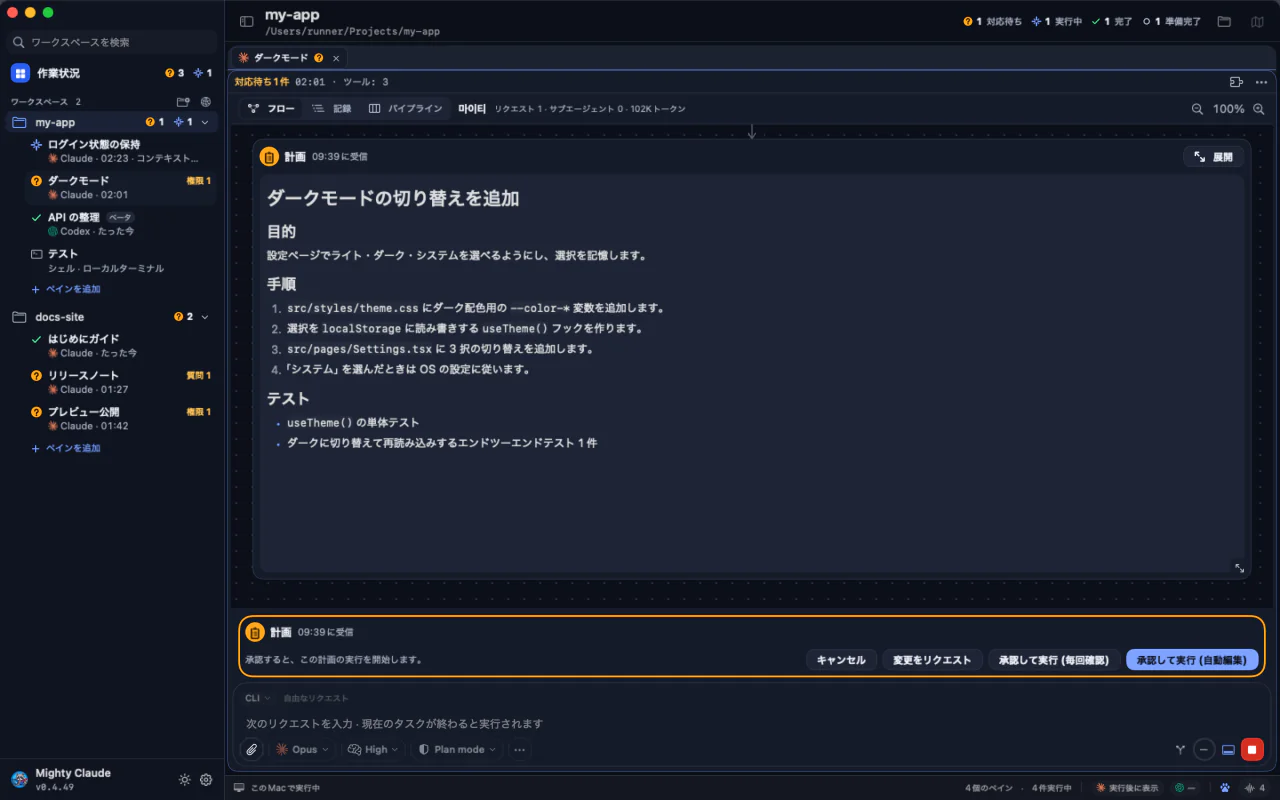 ワークスペースを検索
作業状況
3
1
ワークスペース 2
my-app
1
1
ログイン状態の保持
Claude · 02:23 · コンテキスト...
ダークモード
権限 1
Claude · 02:01
API の整理
ベータ
Codex · たった今
テスト
シェル · ローカルターミナル
+ ペインを追加
docs-site
2
はじめにガイド
Claude · たった今
リリースノート
質問 1
Claude · 01:27
プレビュー公開
権限 1
Claude · 01:42
+ ペインを追加
Mighty Claude
v0.4.49
my-app
/Users/runner/Projects/my-app
1 対応待ち
1 実行中
1 完了
1 準備完了
ダークモード
対応待ち1件 02:01 · ツール: 3
フロー
記録
パイプライン
마이티
リクエスト 1 · サブエージェント 0 · 102Kトークン
100%
計画
09:39に受信
展開
ダークモードの切り替えを追加
目的
設定ページでライト・ダーク・システムを選べるようにし、選択を記憶します。
手順
1. src/styles/theme.css にダーク配色用の --color-* 変数を追加します。
2. 選択を localStorage に読み書きする useTheme() フックを作ります。
3. src/pages/Settings.tsx に 3 択の切り替えを追加します。
4. 「システム」を選んだときは OS の設定に従います。
テスト
• useTheme() の単体テスト
• ダークに切り替えて再読み込みするエンドツーエンドテスト 1 件
計画
09:39に受信
承認すると、この計画の実行を開始します。
キャンセル
変更をリクエスト
承認して実行 (毎回確認)
承認して実行 (自動編集)
CLI
自由なリクエスト
次のリクエストを入力 · 現在のタスクが終わると実行されます
Opus
High
Plan mode
このMacで実行中
4個のペイン · 4件実行中
実行後に表示
—
4